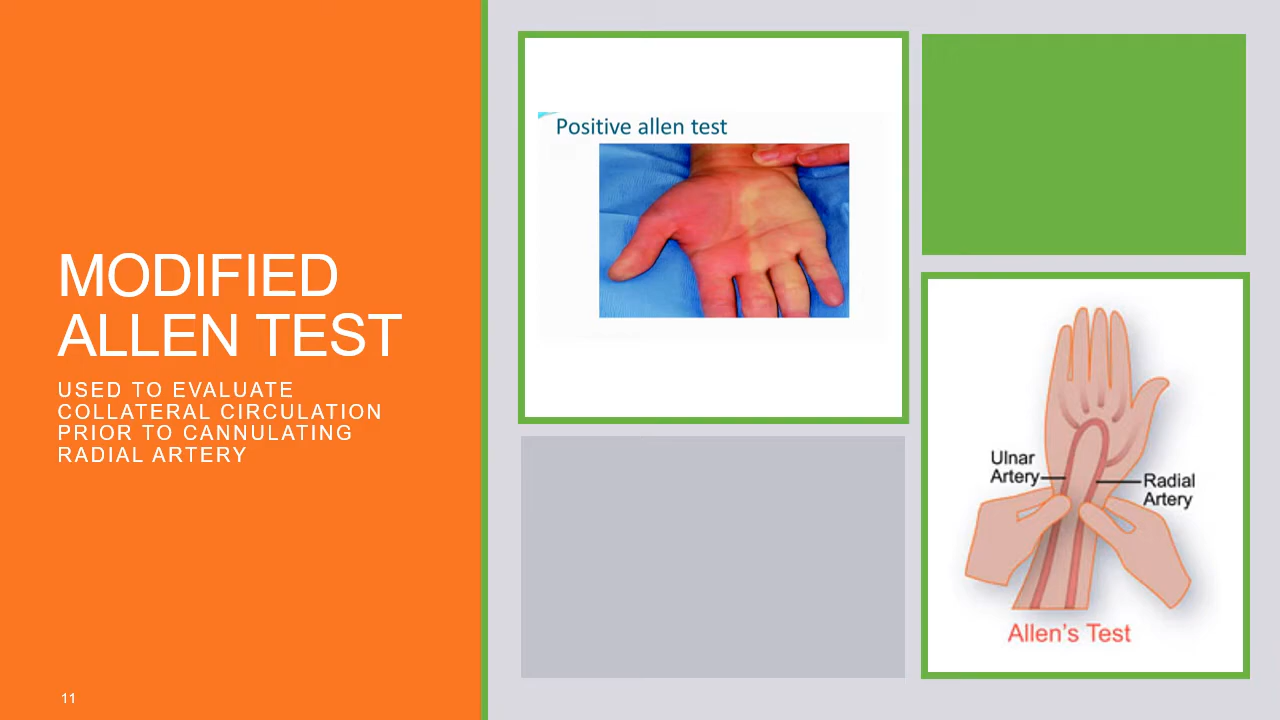 MODIFIED
ALLEN TEST
USED TO EVALUATE
COLLATERAL CIRCULATION
PRIOR TO CANNULATING
RADIAL ARTERY
11
Positive allen test
Ulnar
Artery
Radial
Artery
Allen's Test